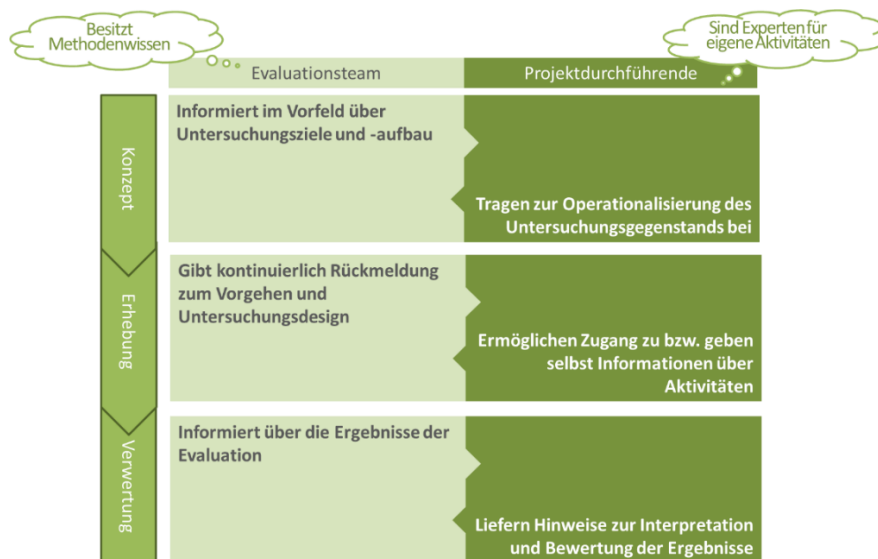 Besitzt
Methodenwissen
Sind Experten für
eigene Aktivitäten
Evaluationsteam
Projektdurchführende
Konzept
Informiert im Vorfeld über
Untersuchungsziele und -aufbau
Tragen zur Operationalisierung des
Untersuchungsgegenstands bei
Erhebung
Gibt kontinuierlich Rückmeldung
zum Vorgehen und
Untersuchungsdesign
Ermöglichen Zugang zu bzw. geben
selbst Informationen über
Aktivitäten
Verwertung
Informiert über die Ergebnisse der
Evaluation
Liefern Hinweise zur Interpretation
und Bewertung der Ergebnisse